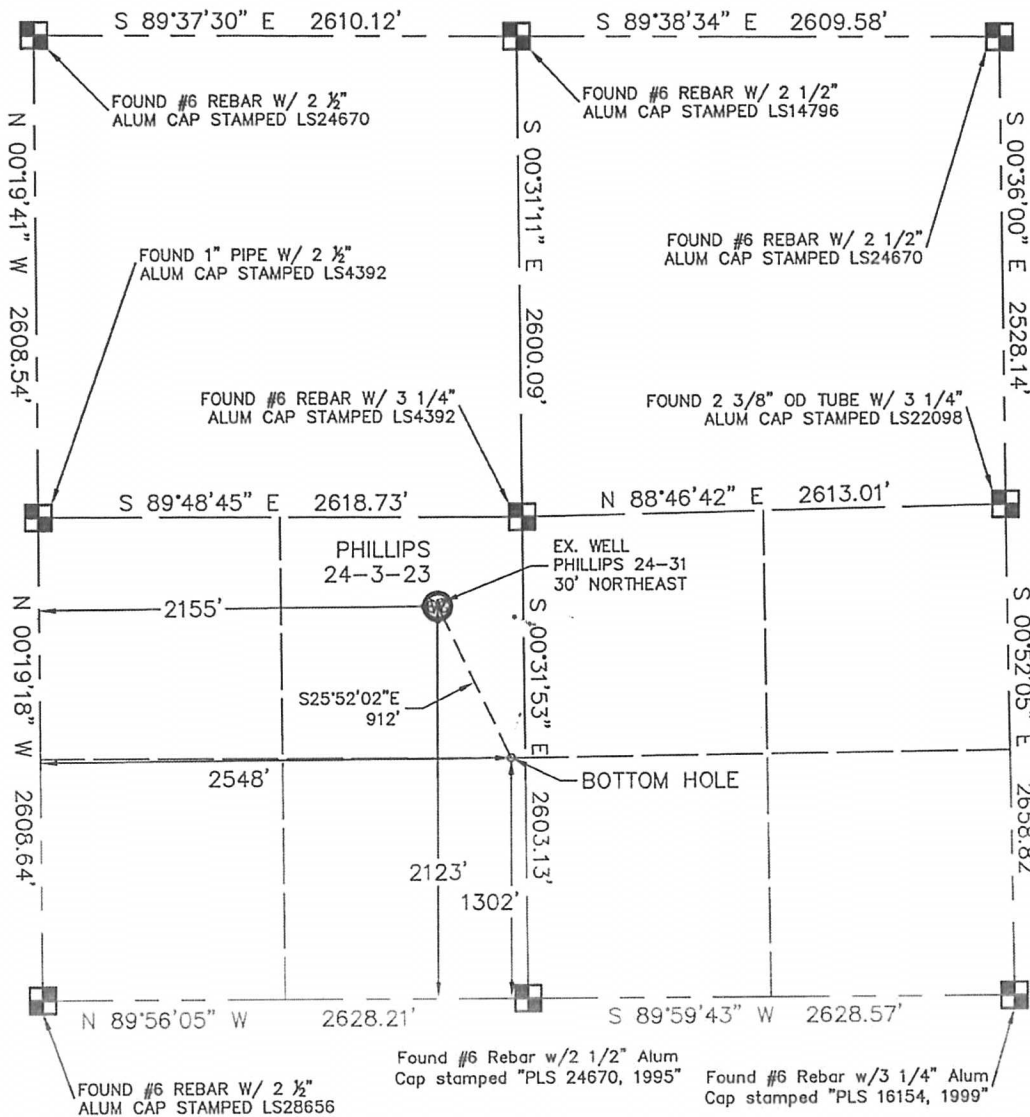 S 89°37'30" E 2610.12'
S 89°38'34" E 2609.58'
FOUND #6 REBAR W/ 2 ½"
ALUM CAP STAMPED LS24670
FOUND #6 REBAR W/ 2 1/2"
ALUM CAP STAMPED LS14796
N 00°19'41" W 2608.54'
S 00°31'11" E 2600.09'
S 00°36'00" E 2528.14'
FOUND #6 REBAR W/ 2 1/2"
ALUM CAP STAMPED LS24670
FOUND 1" PIPE W/ 2 ½"
ALUM CAP STAMPED LS4392
FOUND #6 REBAR W/ 3 1/4"
ALUM CAP STAMPED LS4392
FOUND 2 3/8" OD TUBE W/ 3 1/4"
ALUM CAP STAMPED LS22098
S 89°48'45" E 2618.73'
N 88°46'42" E 2613.01'
PHILLIPS
24-3-23
EX. WELL
PHILLIPS 24-31
30' NORTHEAST
2155'
N 00°19'18" W 2608.64'
S 00°31'53" E 2603.13'
S 00°52'05" E 2658.82
S25°52'02"E
912'
2548'
BOTTOM HOLE
2123'
1302'
N 89°56'05" W 2628.21'
S 89°59'43" W 2628.57'
Found #6 Rebar w/2 1/2" Alum
Cap stamped "PLS 24670, 1995"
Found #6 Rebar w/3 1/4" Alum
Cap stamped "PLS 16154, 1999"
FOUND #6 REBAR W/ 2 ½"
ALUM CAP STAMPED LS28656